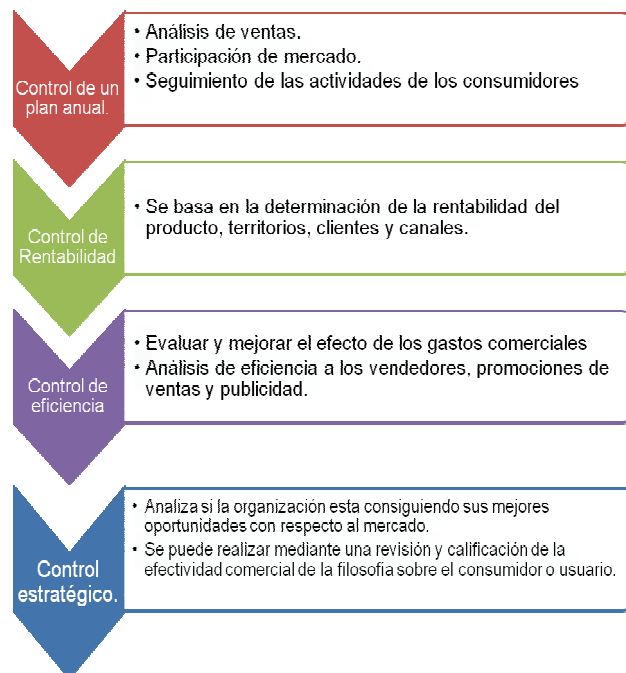 Control de un
plan anual.
• Análisis de ventas.
• Participación de mercado.
• Seguimiento de las actividades de los consumidores
Control de
Rentabilidad
• Se basa en la determinación de la rentabilidad del
producto, territorios, clientes y canales.
Control de
eficiencia
• Evaluar y mejorar el efecto de los gastos comerciales
• Análisis de eficiencia a los vendedores, promociones de
ventas y publicidad.
Control
estratégico.
• Analiza si la organización esta consiguiendo sus mejores
oportunidades con respecto al mercado.
• Se puede realizar mediante una revisión y calificación de la
efectividad comercial de la filosofia sobre el consumidor o usuario.